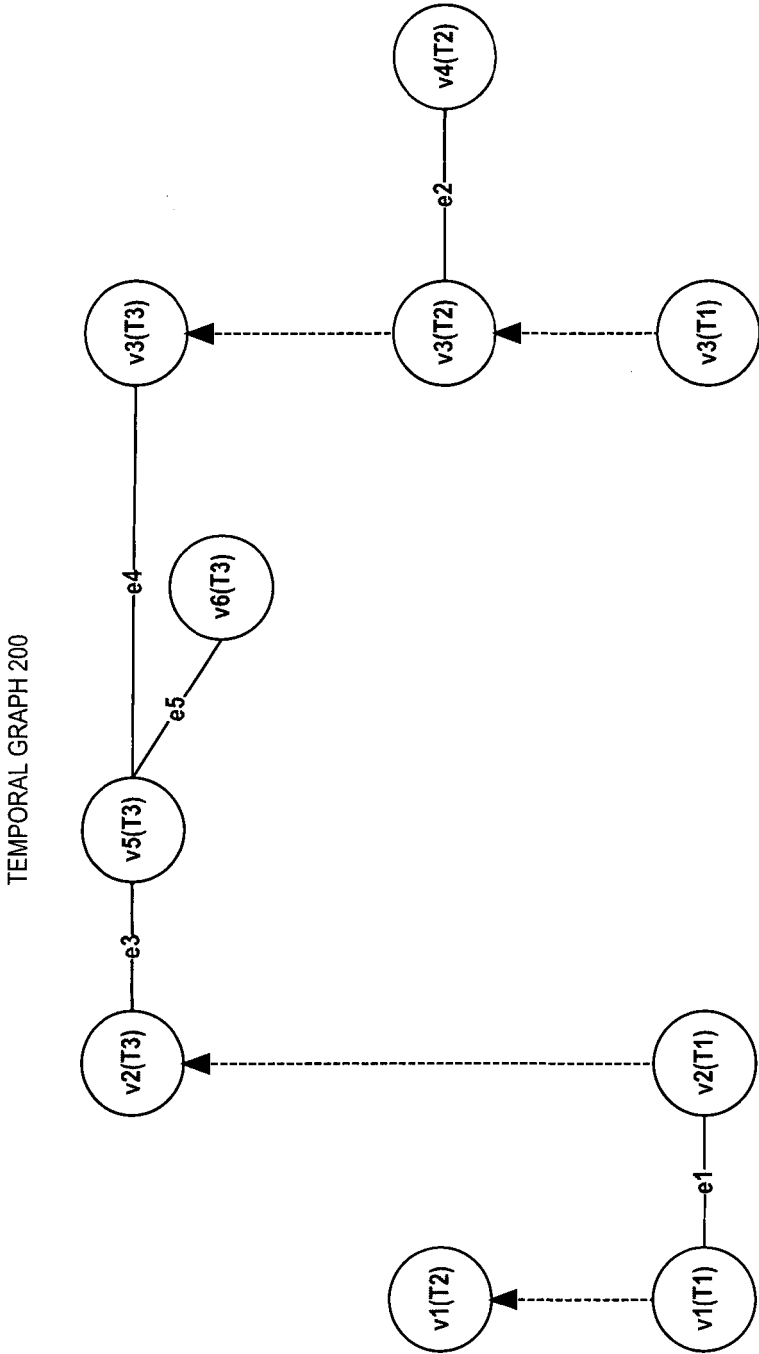 TEMPORAL GRAPH 200
v2(T3)
e3
v5(T3)
e4
v3(T3)
e5
v6(T3)
v1(T2)
v3(T2)
e2
v4(T2)
v1(T1)
e1
v2(T1)
v3(T1)